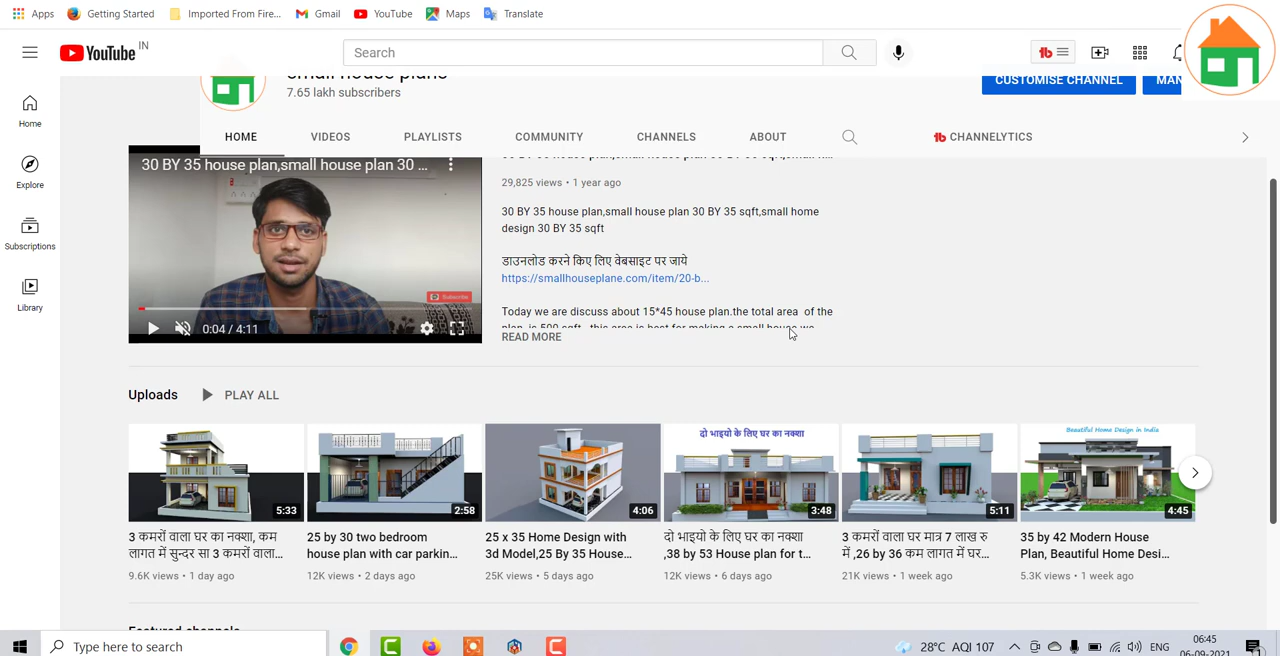 Apps Getting Started Imported From Fire... Gmail YouTube Maps Translate
YouTube IN
Search
small house plans
7.65 lakh subscribers
CUSTOMISE CHANNEL
MAN
Home
Explore
Subscriptions
Library
HOME VIDEOS PLAYLISTS COMMUNITY CHANNELS ABOUT CHANNELYTICS
30 BY 35 house plan,small house plan 30 ...
Subscribe
0:04 / 4:11
29,825 views • 1 year ago
30 BY 35 house plan,small house plan 30 BY 35 sqft,small home
design 30 BY 35 sqft
डाउनलोड करने किए लिए वेबसाइट पर जाये
https://smallhouseplane.com/item/20-b...
Today we are discuss about 15*45 house plan.the total area of the
READ MORE
Uploads PLAY ALL
5:33
3 कमरों वाला घर का नक्शा, कम
लागत में सुन्दर सा 3 कमरों वाला...
9.6K views • 1 day ago
2:58
25 by 30 two bedroom
house plan with car parkin...
12K views • 2 days ago
4:06
25 x 35 Home Design with
3d Model,25 By 35 House...
25K views • 5 days ago
दो भाइयो के लिए घर का नक्शा
3:48
दो भाइयो के लिए घर का नक्शा
,38 by 53 House plan for t...
12K views • 6 days ago
5:11
3 कमरों वाला घर मात्र 7 लाख रु
में ,26 by 36 कम लागत में घर...
21K views • 1 week ago
Beautiful Home Design in India
4:45
35 by 42 Modern House
Plan, Beautiful Home Desi...
5.3K views • 1 week ago
Featured channels
Type here to search
28°C AQI 107
ENG
06:45
06-09-2021